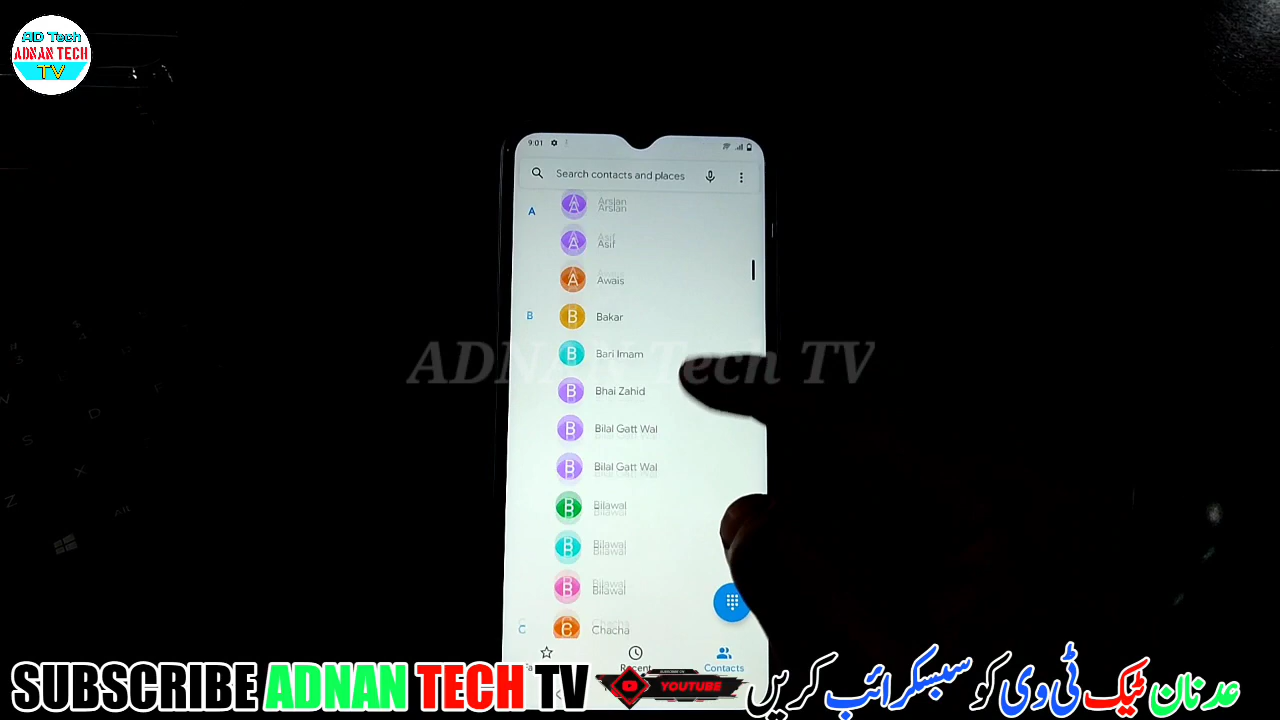 AD Tech
ADNAN TECH
TV
9:01
Search contacts and places
A
Arslan
Asif
Awais
B
Bakar
Bari Imam
Bhai Zahid
Bilal Gatt Wal
Bilal Gatt Wal
Bilawal
Bilawal
Bilawal
C
Chacha
Recent
Contacts
ADNAN Tech TV
SUBSCRIBE ADNAN TECH TV
SUBSCRIBE ON
YOUTUBE
عدنان ٹیک ٹی وی کو سبسکرائب کریں